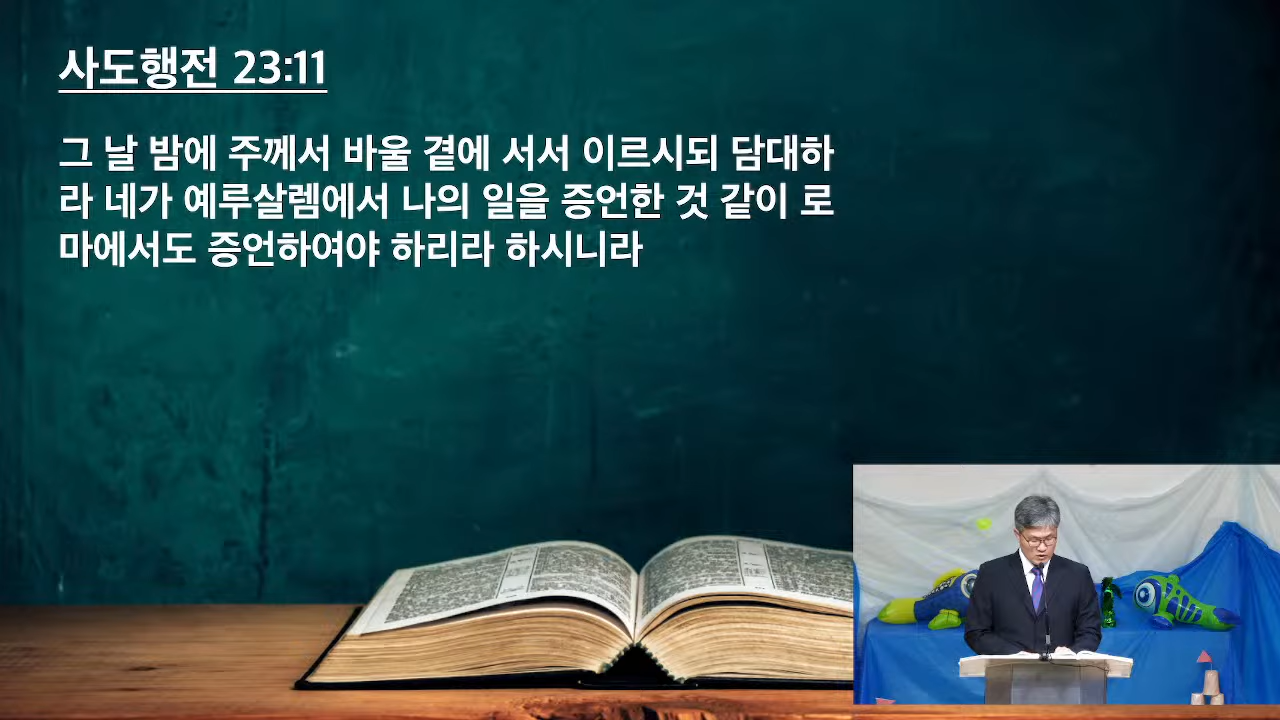 사도행전 23:11
그 날 밤에 주께서 바울 곁에 서서 이르시되 담대하
라 네가 예루살렘에서 나의 일을 증언한 것 같이 로
마에서도 증언하여야 하리라 하시니라